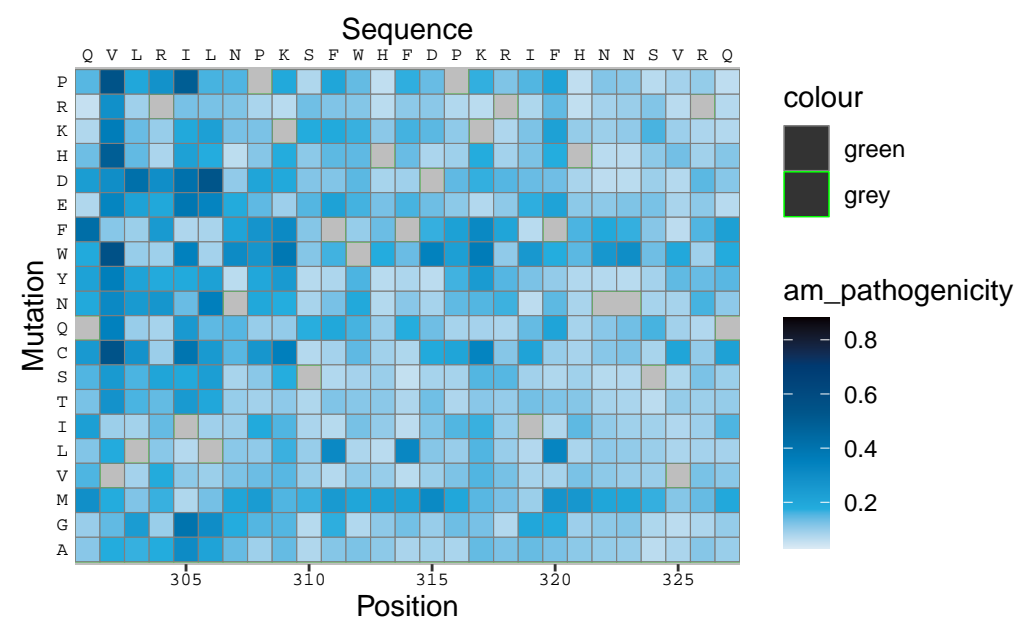 Sequence
Q V L R I L N P K S F W H F D P K R I F H N N S V R Q
Mutation
P
R
K
H
D
E
F
W
Y
N
Q
C
S
T
I
L
V
M
G
A
305 310 315 320 325
Position
colour
green
grey
am_pathogenicity
0.8
0.6
0.4
0.2